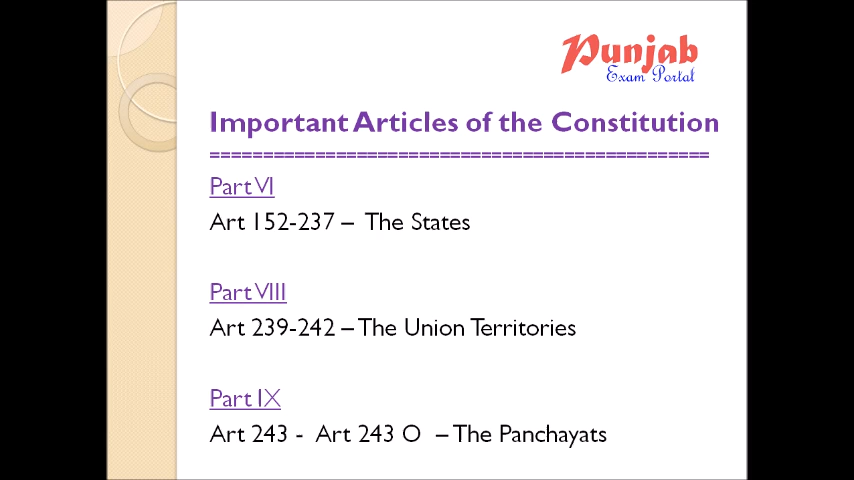 Punjab
Exam Portal
Important Articles of the Constitution
===================================================
Part VI
Art 152-237 – The States
Part VIII
Art 239-242 – The Union Territories
Part IX
Art 243 - Art 243 O – The Panchayats